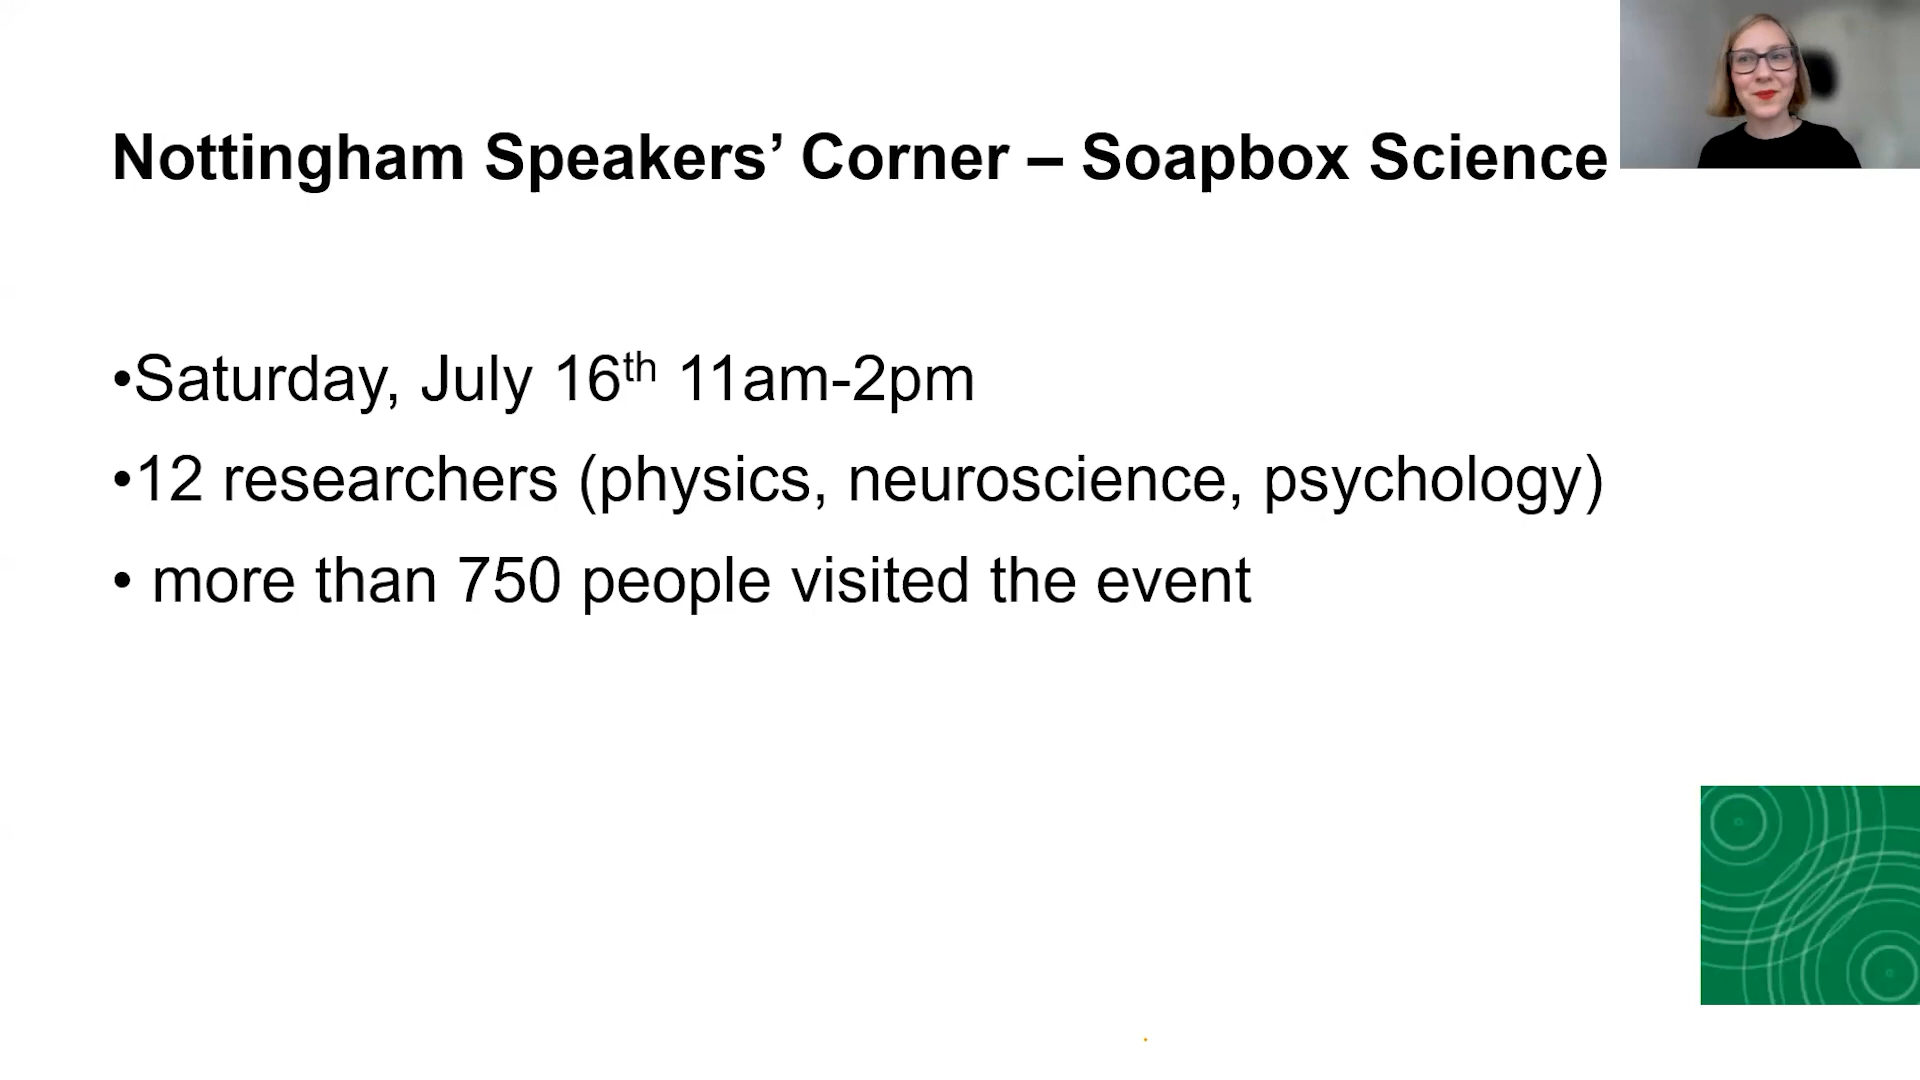 Nottingham Speakers’ Corner – Soapbox Science
•Saturday, July 16th 11am-2pm
•12 researchers (physics, neuroscience, psychology)
• more than 750 people visited the event